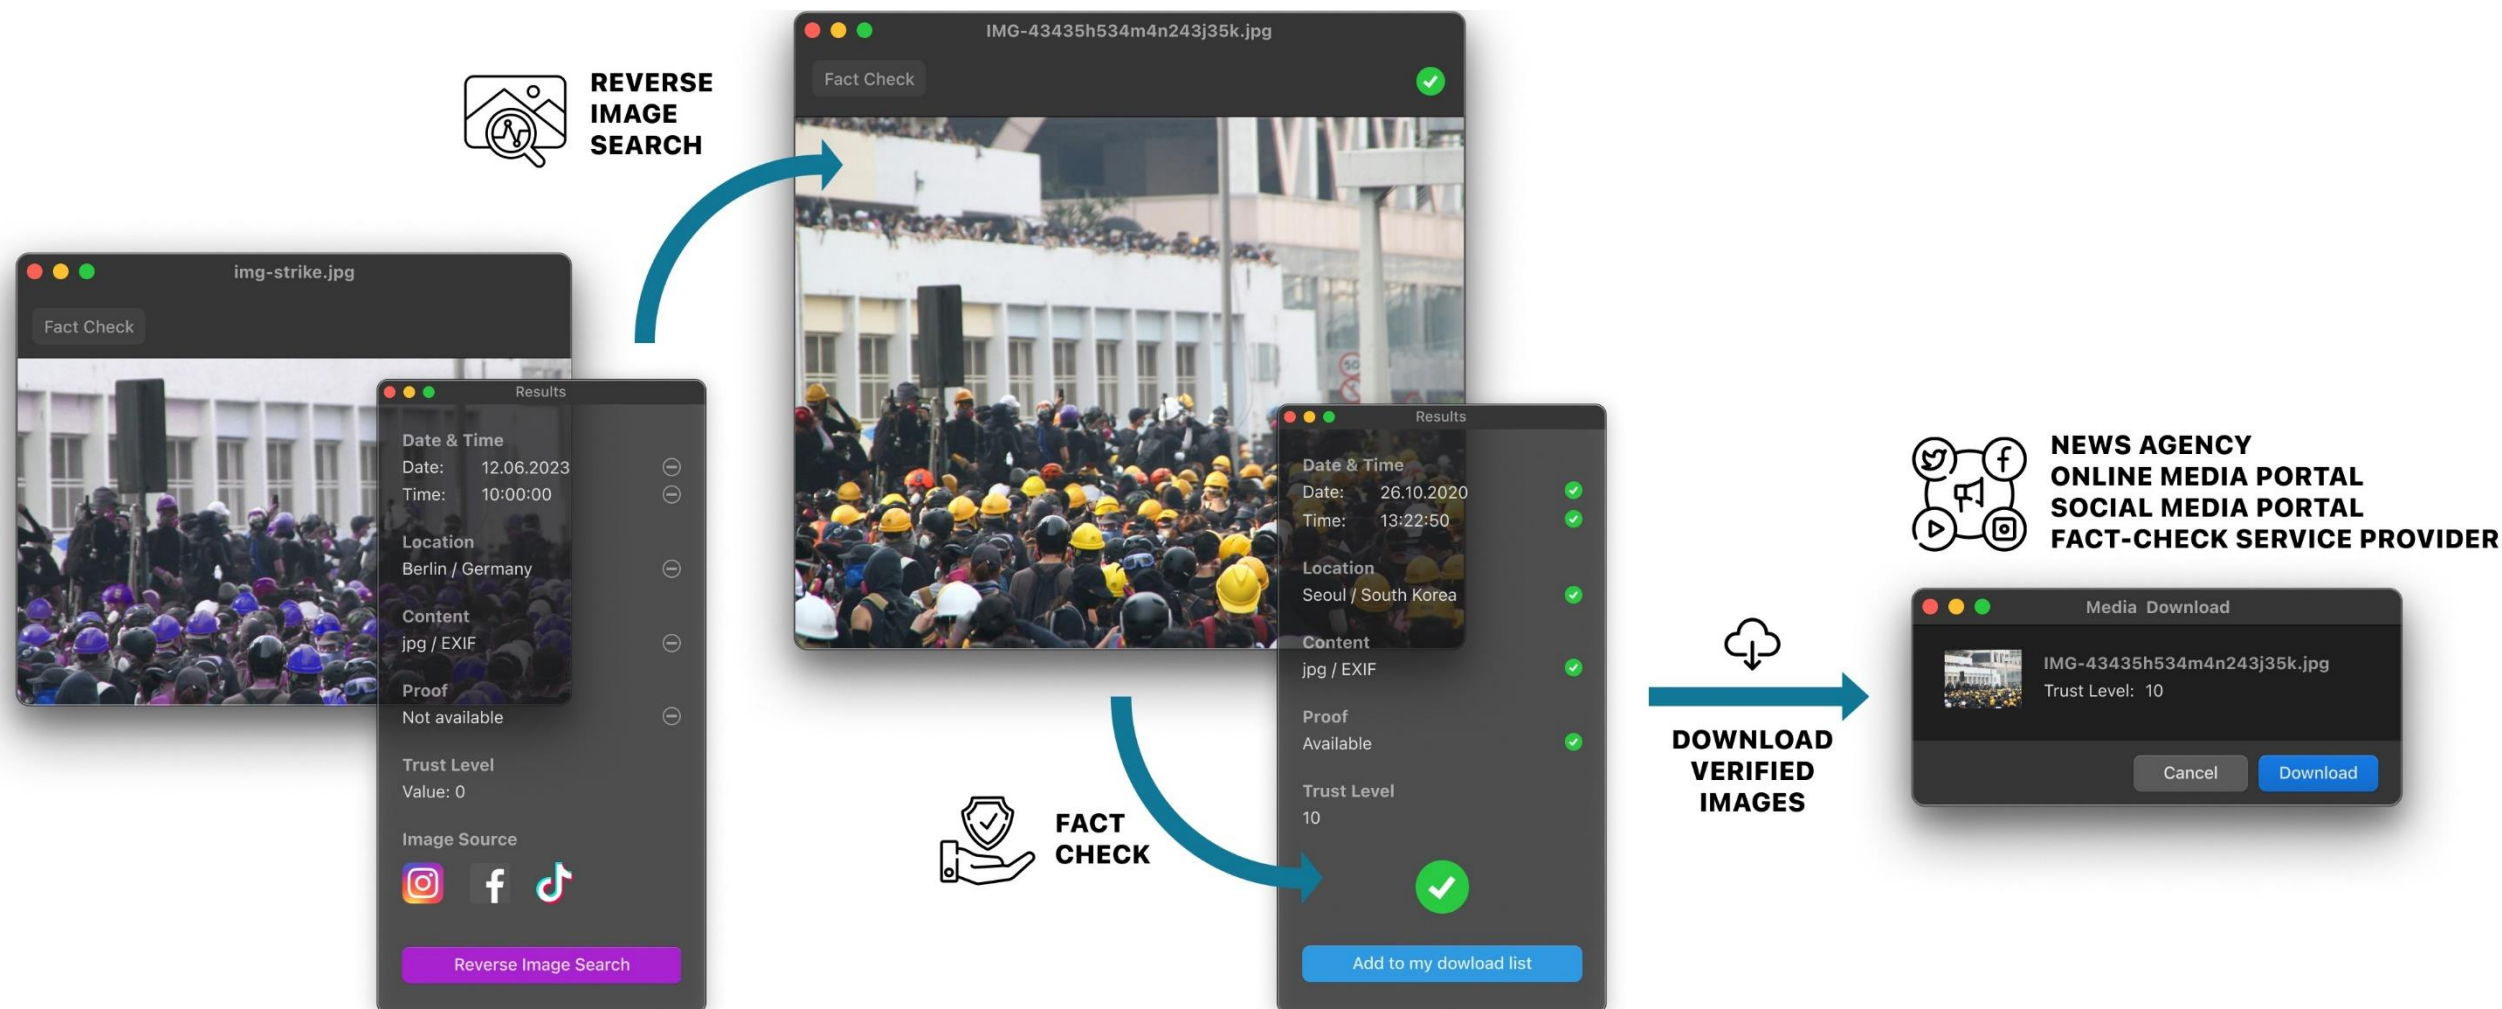 REVERSE
IMAGE
SEARCH
img-strike.jpg
Fact Check
Results
Date & Time
Date: 12.06.2023
Time: 10:00:00
Location
Berlin / Germany
Content
jpg / EXIF
Proof
Not available
Trust Level
Value: 0
Image Source
Reverse Image Search
IMG-43435h534m4n243j35k.jpg
Fact Check
50
FACT
CHECK
Results
Date & Time
Date: 26.10.2020
Time: 13:22:50
Location
Seoul / South Korea
Content
jpg / EXIF
Proof
Available
Trust Level
10
Add to my dowload list
DOWNLOAD
VERIFIED
IMAGES
NEWS AGENCY
ONLINE MEDIA PORTAL
SOCIAL MEDIA PORTAL
FACT-CHECK SERVICE PROVIDER
Media Download
IMG-43435h534m4n243j35k.jpg
Trust Level: 10
Cancel
Download